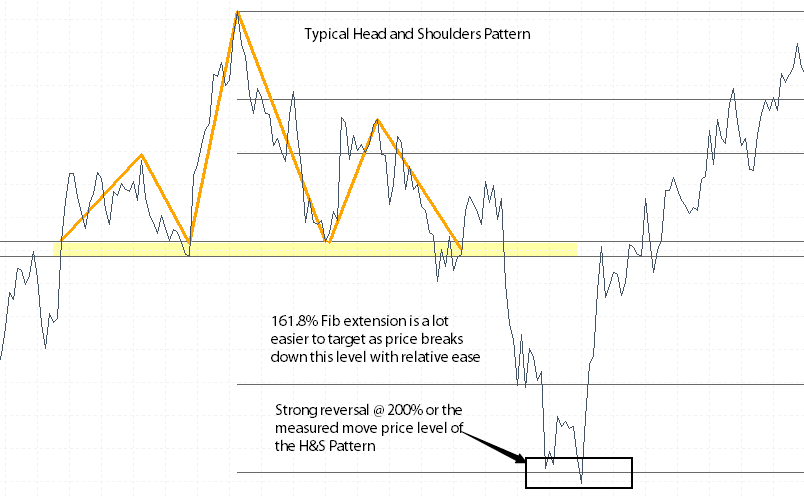 Typical Head and Shoulders Pattern
161.8% Fib extension is a lot
easier to target as price breaks
down this level with relative ease
Strong reversal @ 200% or the
measured move price level of
the H&S Pattern